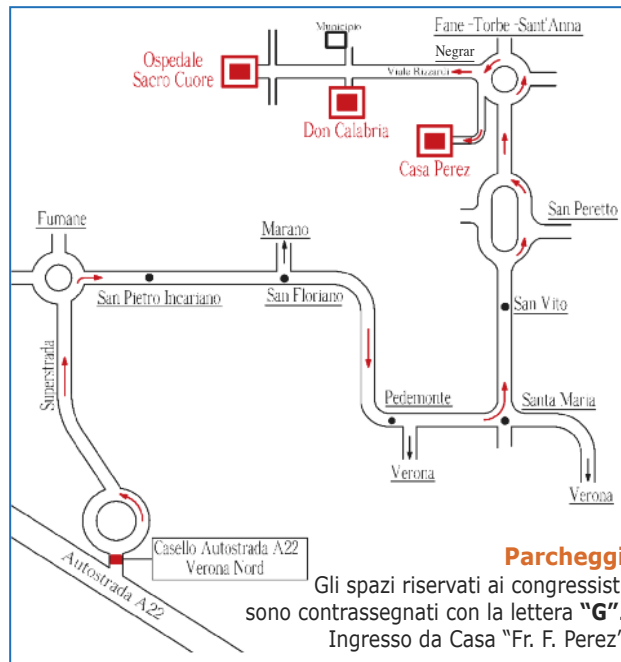 Municipio
Fane -Torbe -Sant'Anna
Ospedale
Sacro Cuore
Negrar
Viale Rizzardi
Don Calabria
Casa Perez
Fumane
Marano
San Peretto
San Pietro Incariano
San Floriano
San Vito
Superstrada
Pedemonte
Santa Maria
Verona
Verona
Casello Autostrada A22
Verona Nord
Autostrada A22
Parcheggi
Gli spazi riservati ai congressist
sono contrassegnati con la lettera "G".
Ingresso da Casa "Fr. F. Perez"